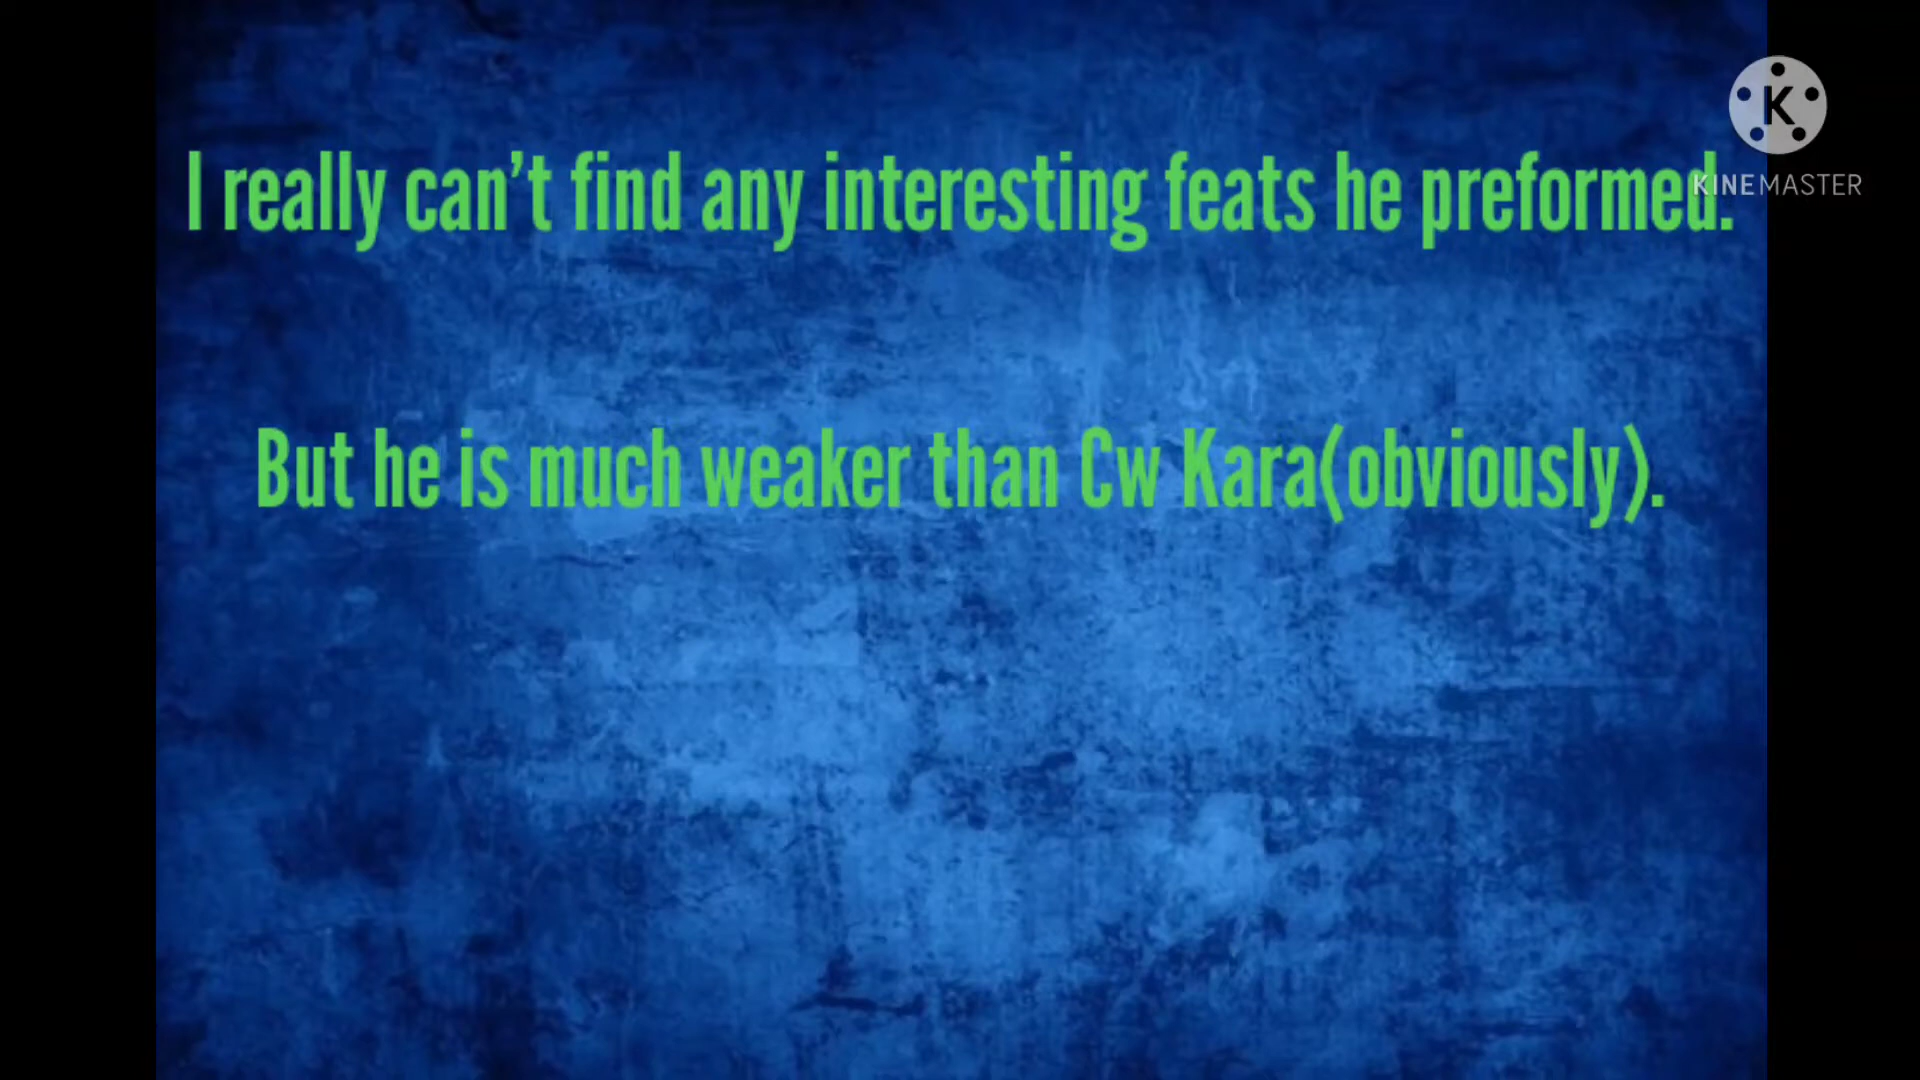 I really can't find any interesting feats he preformed.
K
KINEMASTER
But he is much weaker than Cw Kara(obviously).